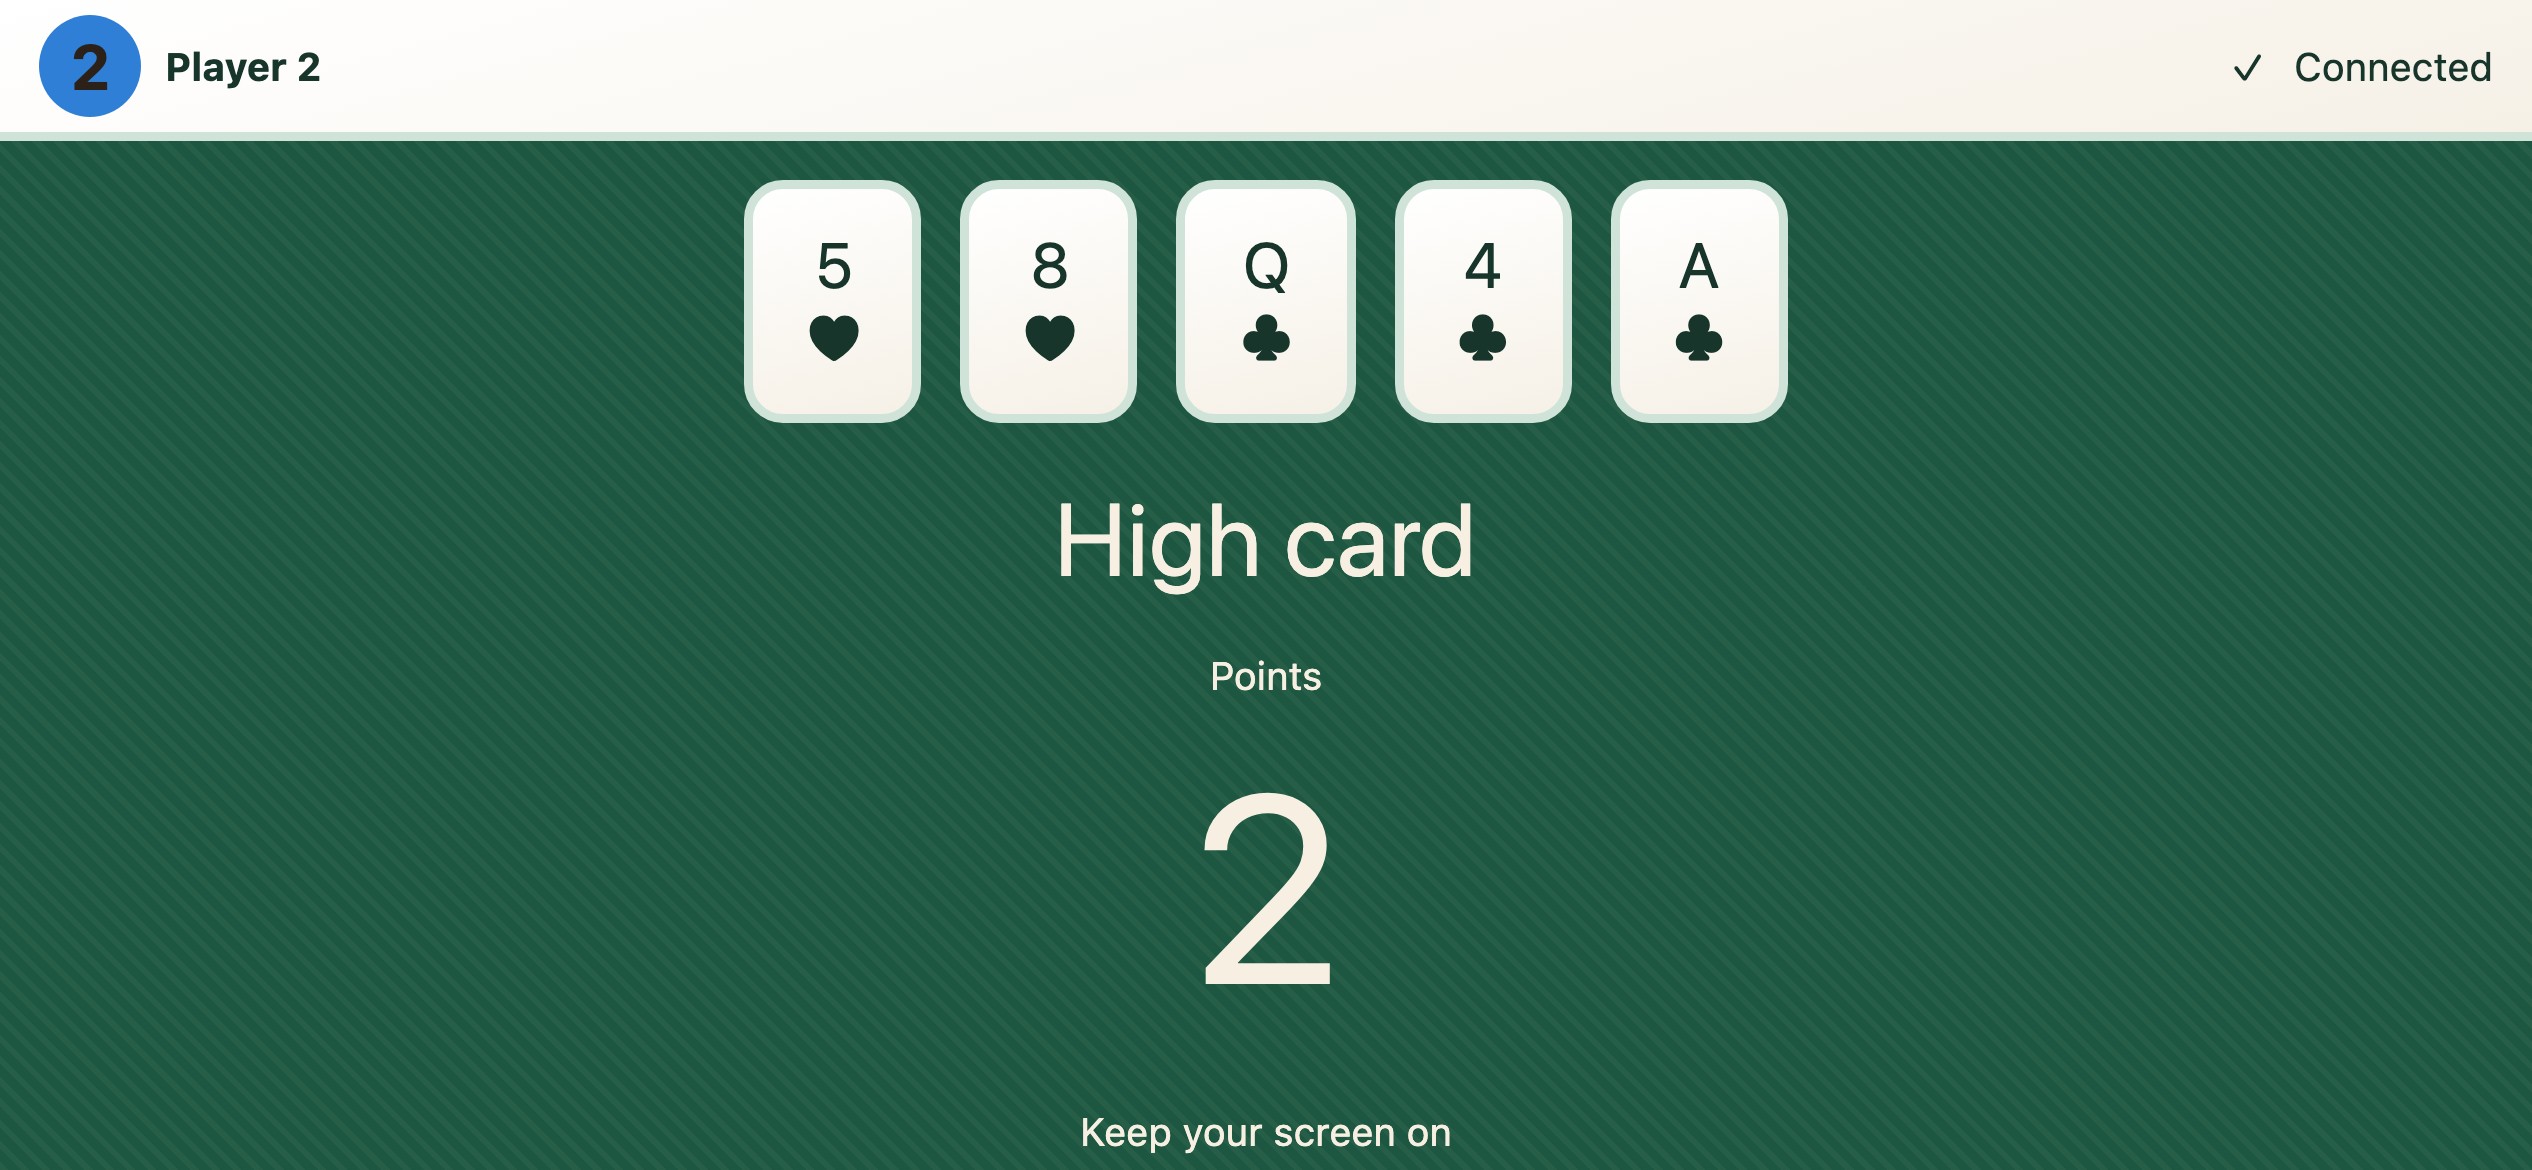 2 Player 2 ✓ Connected
5 8 Q 4 A
♥ ♥ ♣ ♣ ♣
High card
Points
2
Keep your screen on